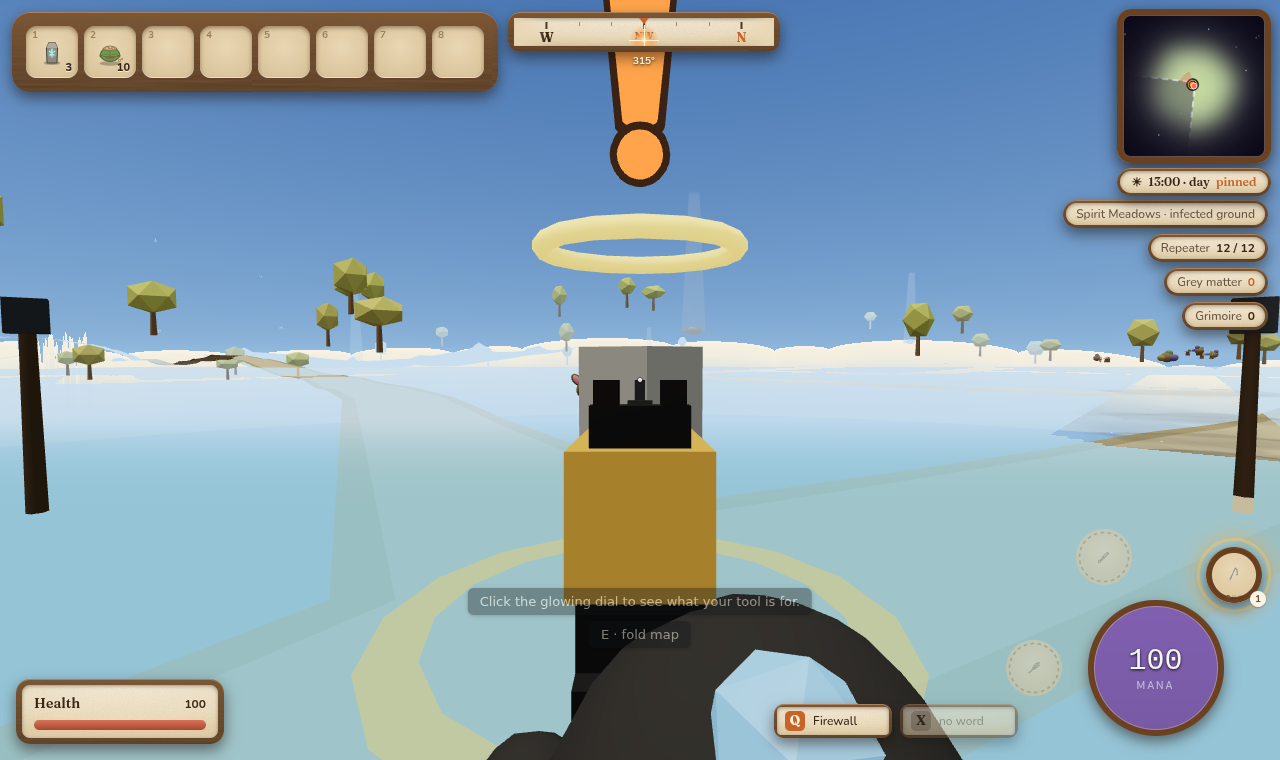 1
3
2
10
3
4
5
6
7
8
W
NW
N
315°
13:00 · day pinned
Spirit Meadows · infected ground
Repeater 12 / 12
Grey matter 0
Grimoire 0
Click the glowing dial to see what your tool is for.
E · fold map
1
100
MANA
Health 100
Q Firewall
X no word